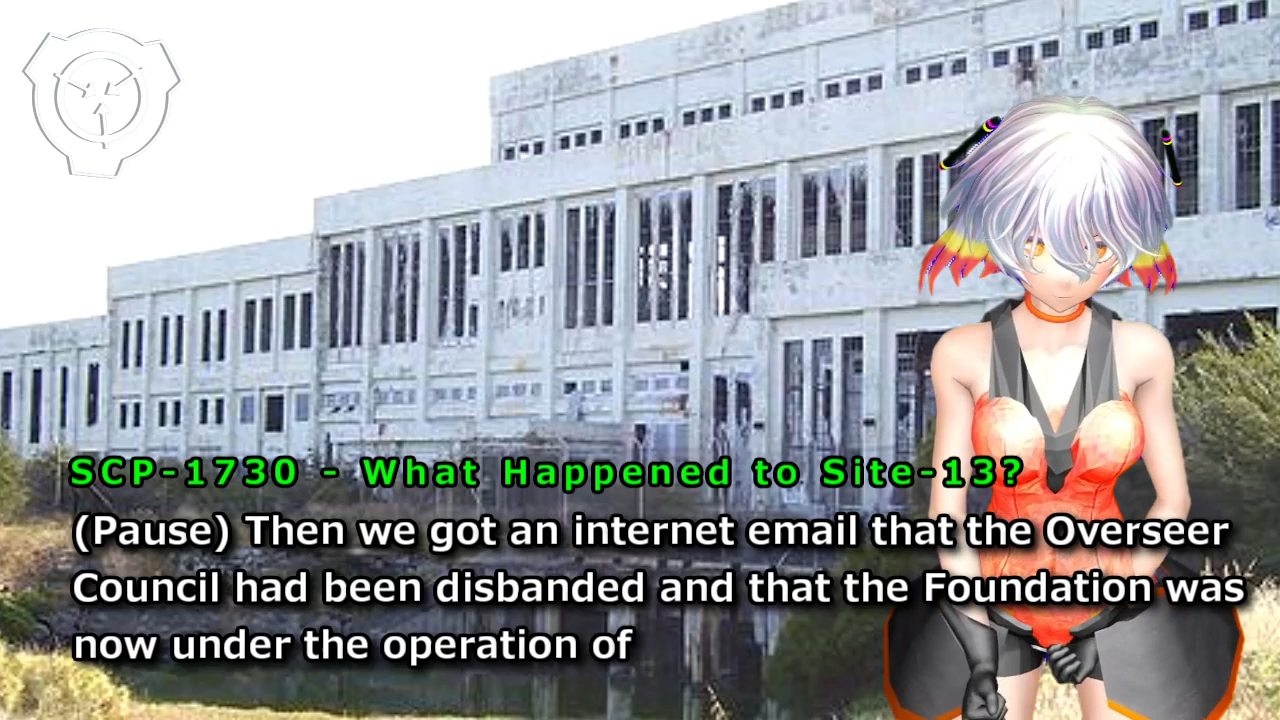 SCP-1730 - What Happened to Site-13?
(Pause) Then we got an internet email that the Overseer
Council had been disbanded and that the Foundation was
now under the operation of